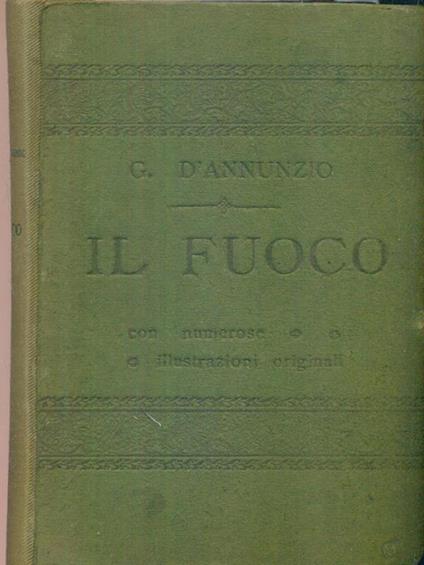 G. D'ANNUNZIO
IL FUOCO
con numerose
illustrazioni originali